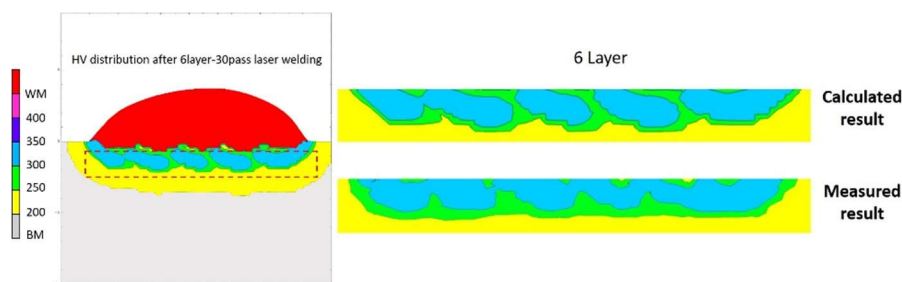 HV distribution after 6layer-30pass laser welding
WM
400
350
300
250
200
BM
6 Layer
Calculated
result
Measured
result